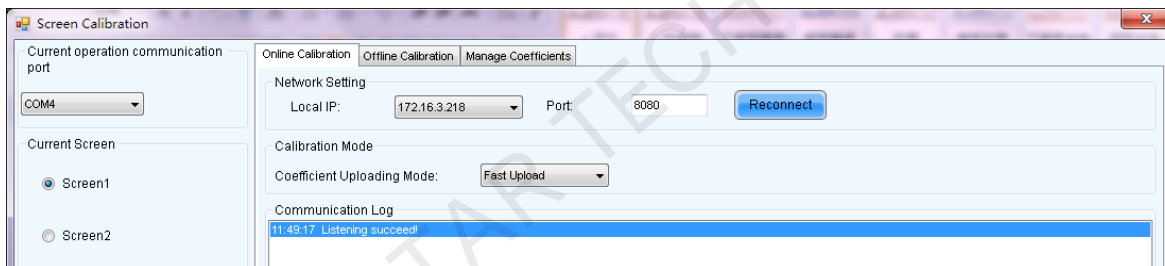 Screen Calibration
Current operation communication
port
COM4
Current Screen
Screen1
Screen2
Online Calibration
Offline Calibration
Manage Coefficients
Network Setting
Local IP:
172.16.3.218
Port:
8080
Reconnect
Calibration Mode
Coefficient Uploading Mode:
Fast Upload
Communication Log
11:49:17 Listening succeed!
TAR TECH